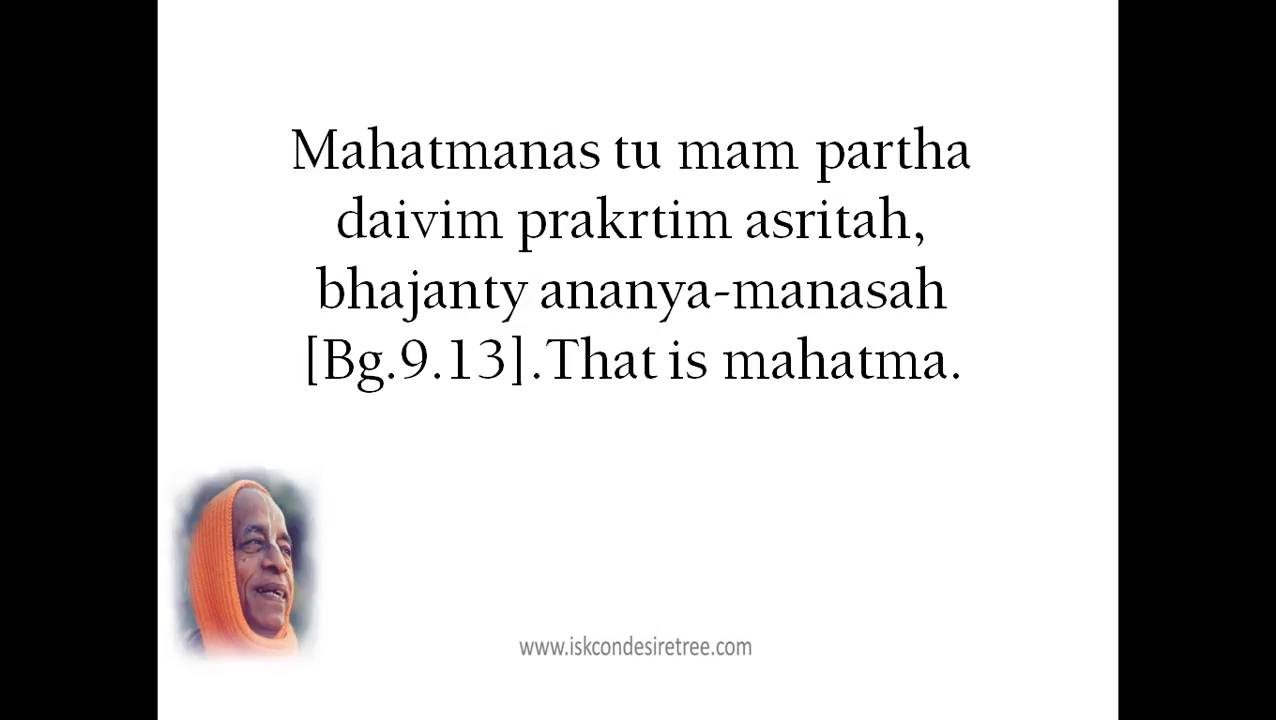 Mahatmanas tu mam partha
daivim prakrtim asritah,
bhajanty ananya-manasah
[Bg.9.13].That is mahatma.
www.iskcondesiretree.com